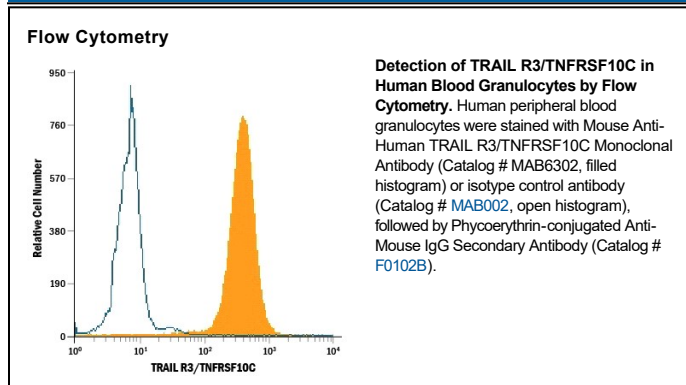 Flow Cytometry
950
760
570
380
190
0
Relative Cell Number
10⁰ 10¹ 10² 10³ 10⁴
TRAIL R3/TNFRSF10C
Detection of TRAIL R3/TNFRSF10C in
Human Blood Granulocytes by Flow
Cytometry. Human peripheral blood
granulocytes were stained with Mouse Anti-
Human TRAIL R3/TNFRSF10C Monoclonal
Antibody (Catalog # MAB6302, filled
histogram) or isotype control antibody
(Catalog # MAB002, open histogram),
followed by Phycoerythrin-conjugated Anti-
Mouse IgG Secondary Antibody (Catalog #
F0102B).